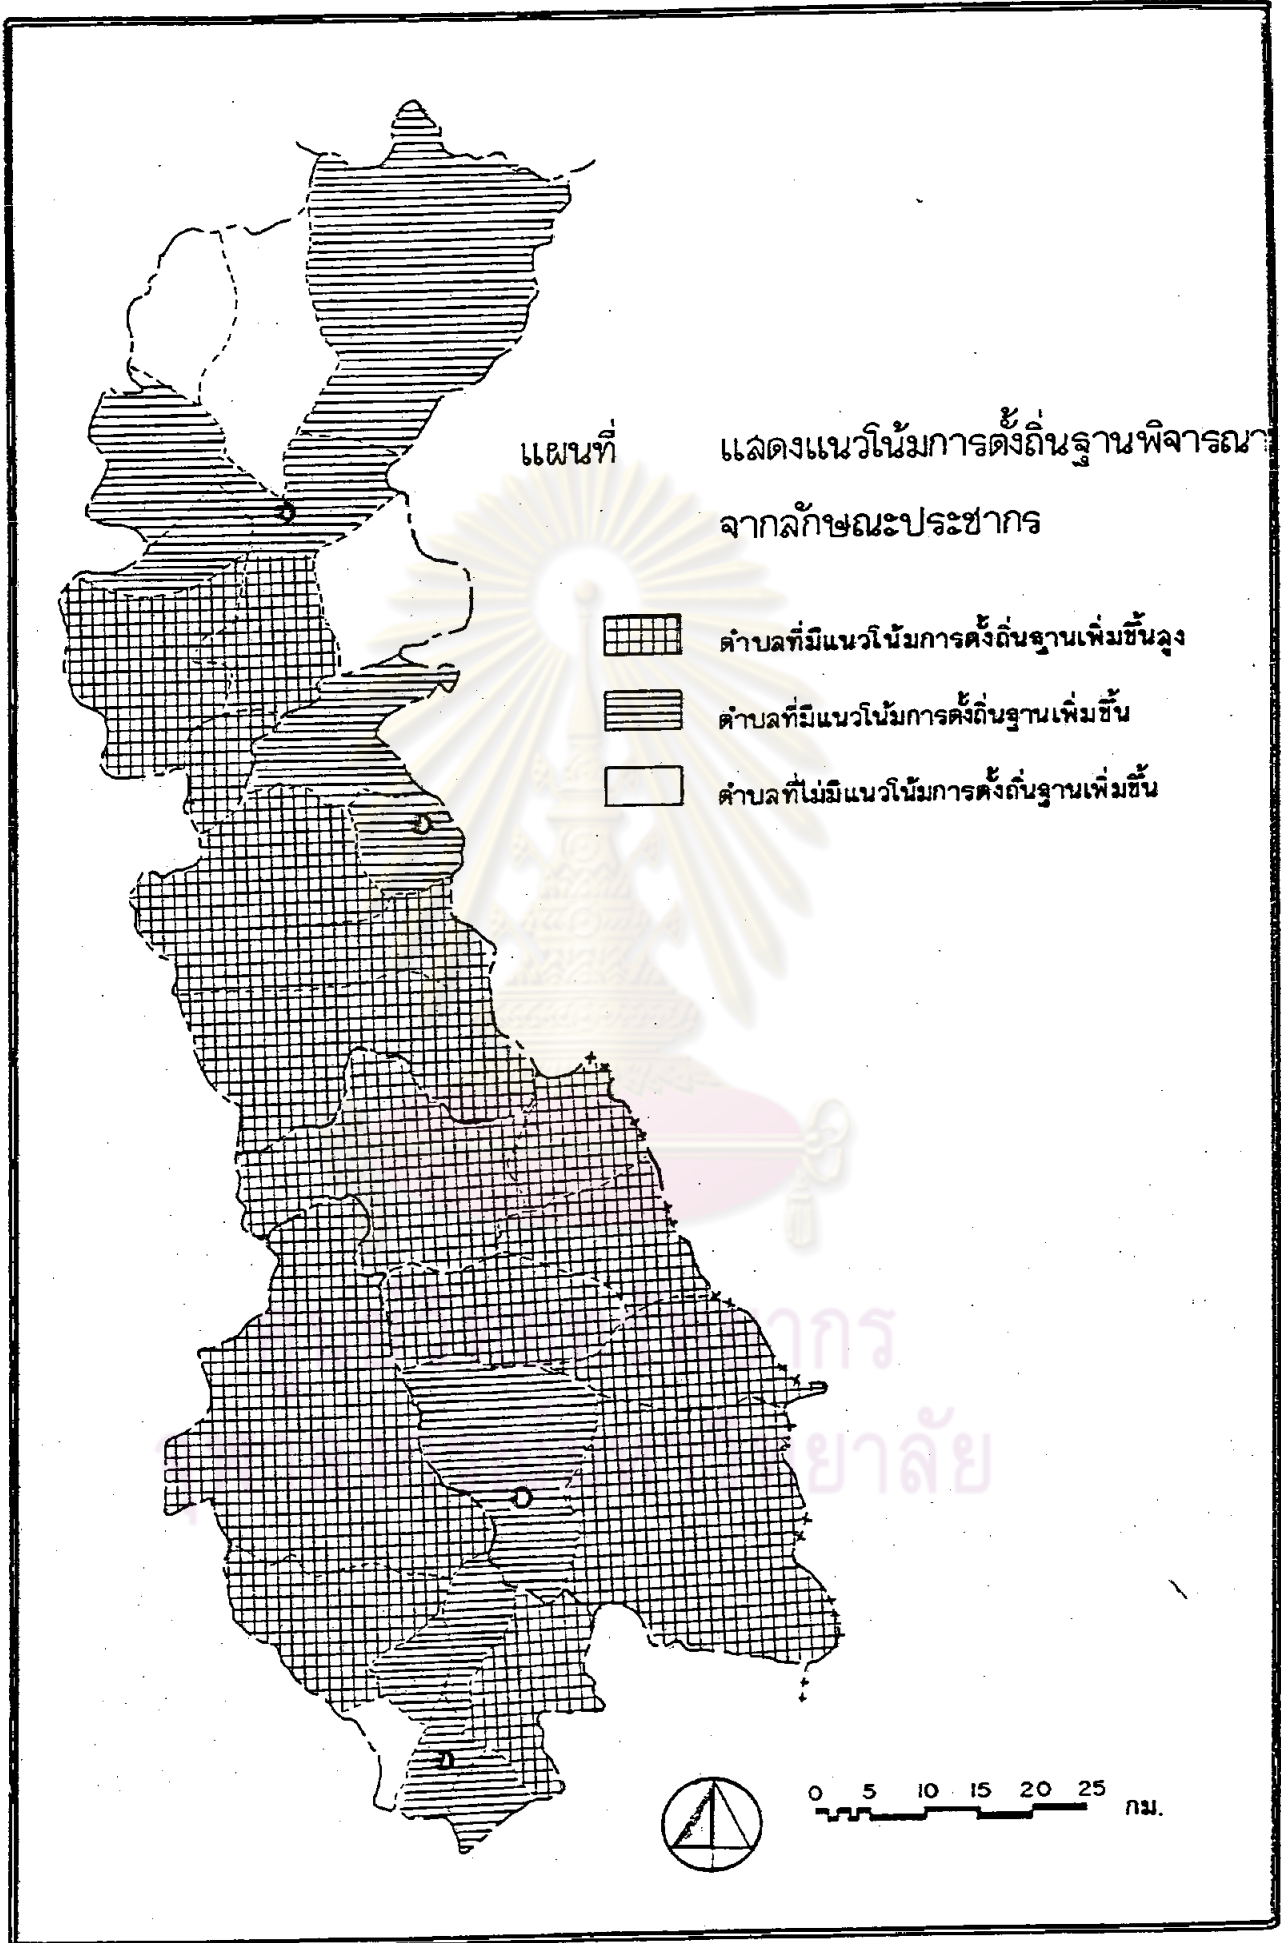 แผนที่ แสดงแนวโน้มการตั้งถิ่นฐานพิจารณา
จากลักษณะประชากร
ตำบลที่มีแนวโน้มการตั้งถิ่นฐานเพิ่มขึ้นสูง
ตำบลที่มีแนวโน้มการตั้งถิ่นฐานเพิ่มขึ้น
ตำบลที่ไม่มีแนวโน้มการตั้งถิ่นฐานเพิ่มขึ้น
0 5 10 15 20 25 กม.